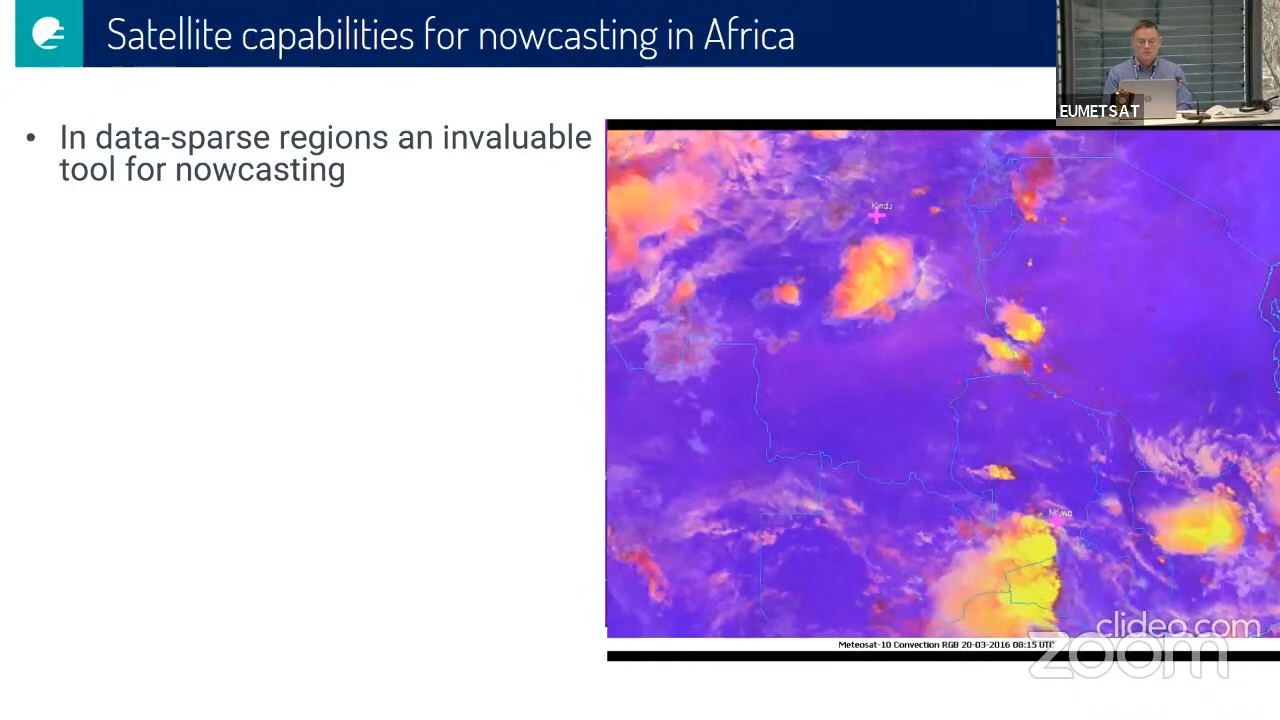 Satellite capabilities for nowcasting in Africa
EUMETSAT
• In data-sparse regions an invaluable
tool for nowcasting
Kindu
Meteosat-10 Convection RGB 20-03-2016 08:15 UTC
clideo.com
zoom